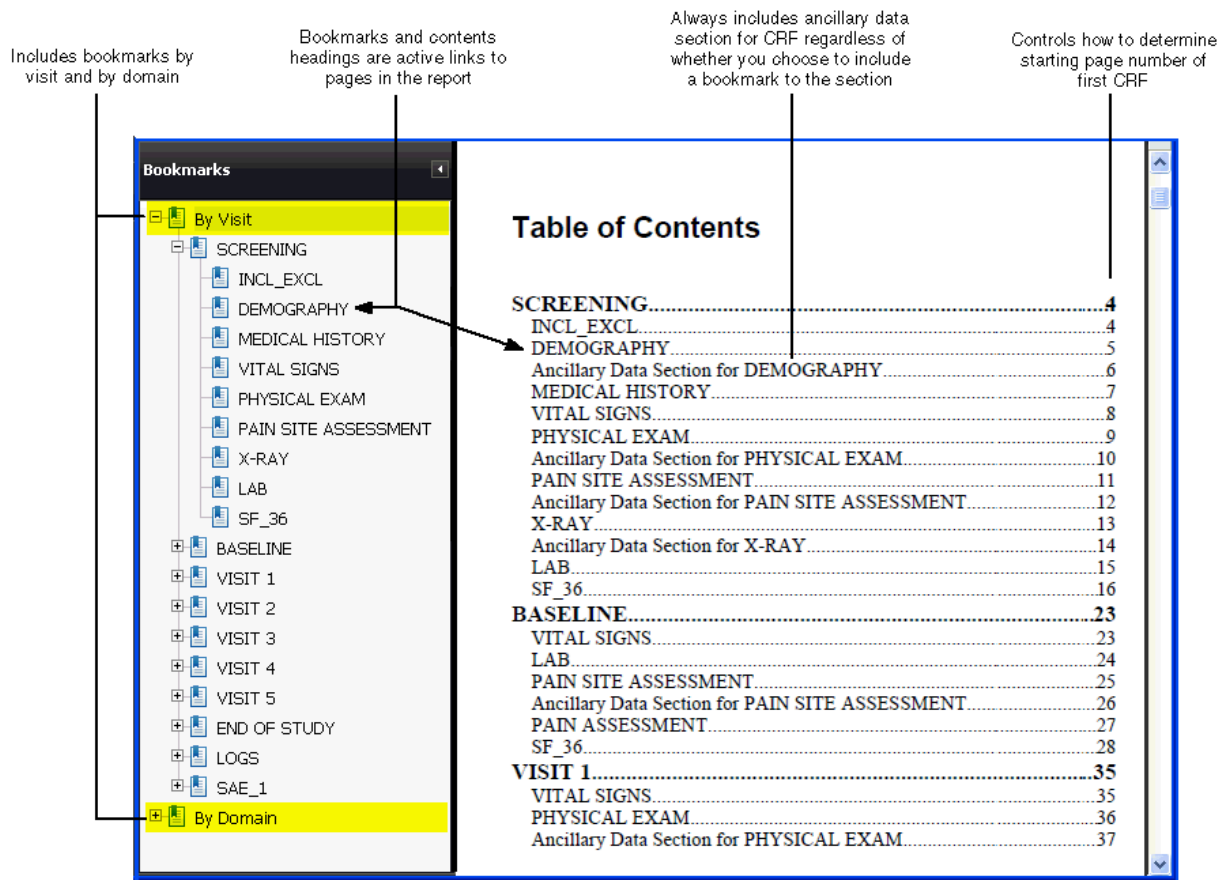 Includes bookmarks by
visit and by domain
Bookmarks and contents
headings are active links to
pages in the report
Always includes ancillary data
section for CRF regardless of
whether you choose to include
a bookmark to the section
Controls how to determine
starting page number of
first CRF
Bookmarks
By Visit
SCREENING
INCL_EXCL
DEMOGRAPHY
MEDICAL HISTORY
VITAL SIGNS
PHYSICAL EXAM
PAIN SITE ASSESSMENT
X-RAY
LAB
SF_36
BASELINE
VISIT 1
VISIT 2
VISIT 3
VISIT 4
VISIT 5
END OF STUDY
LOGS
SAE_1
By Domain
Table of Contents
SCREENING 4
INCL_EXCL 4
DEMOGRAPHY 5
Ancillary Data Section for DEMOGRAPHY 6
MEDICAL HISTORY 7
VITAL SIGNS 8
PHYSICAL EXAM 9
Ancillary Data Section for PHYSICAL EXAM 10
PAIN SITE ASSESSMENT 11
Ancillary Data Section for PAIN SITE ASSESSMENT 12
X-RAY 13
Ancillary Data Section for X-RAY 14
LAB 15
SF_36 16
BASELINE 23
VITAL SIGNS 23
LAB 24
PAIN SITE ASSESSMENT 25
Ancillary Data Section for PAIN SITE ASSESSMENT 26
PAIN ASSESSMENT 27
SF_36 28
VISIT 1 35
VITAL SIGNS 35
PHYSICAL EXAM 36
Ancillary Data Section for PHYSICAL EXAM 37